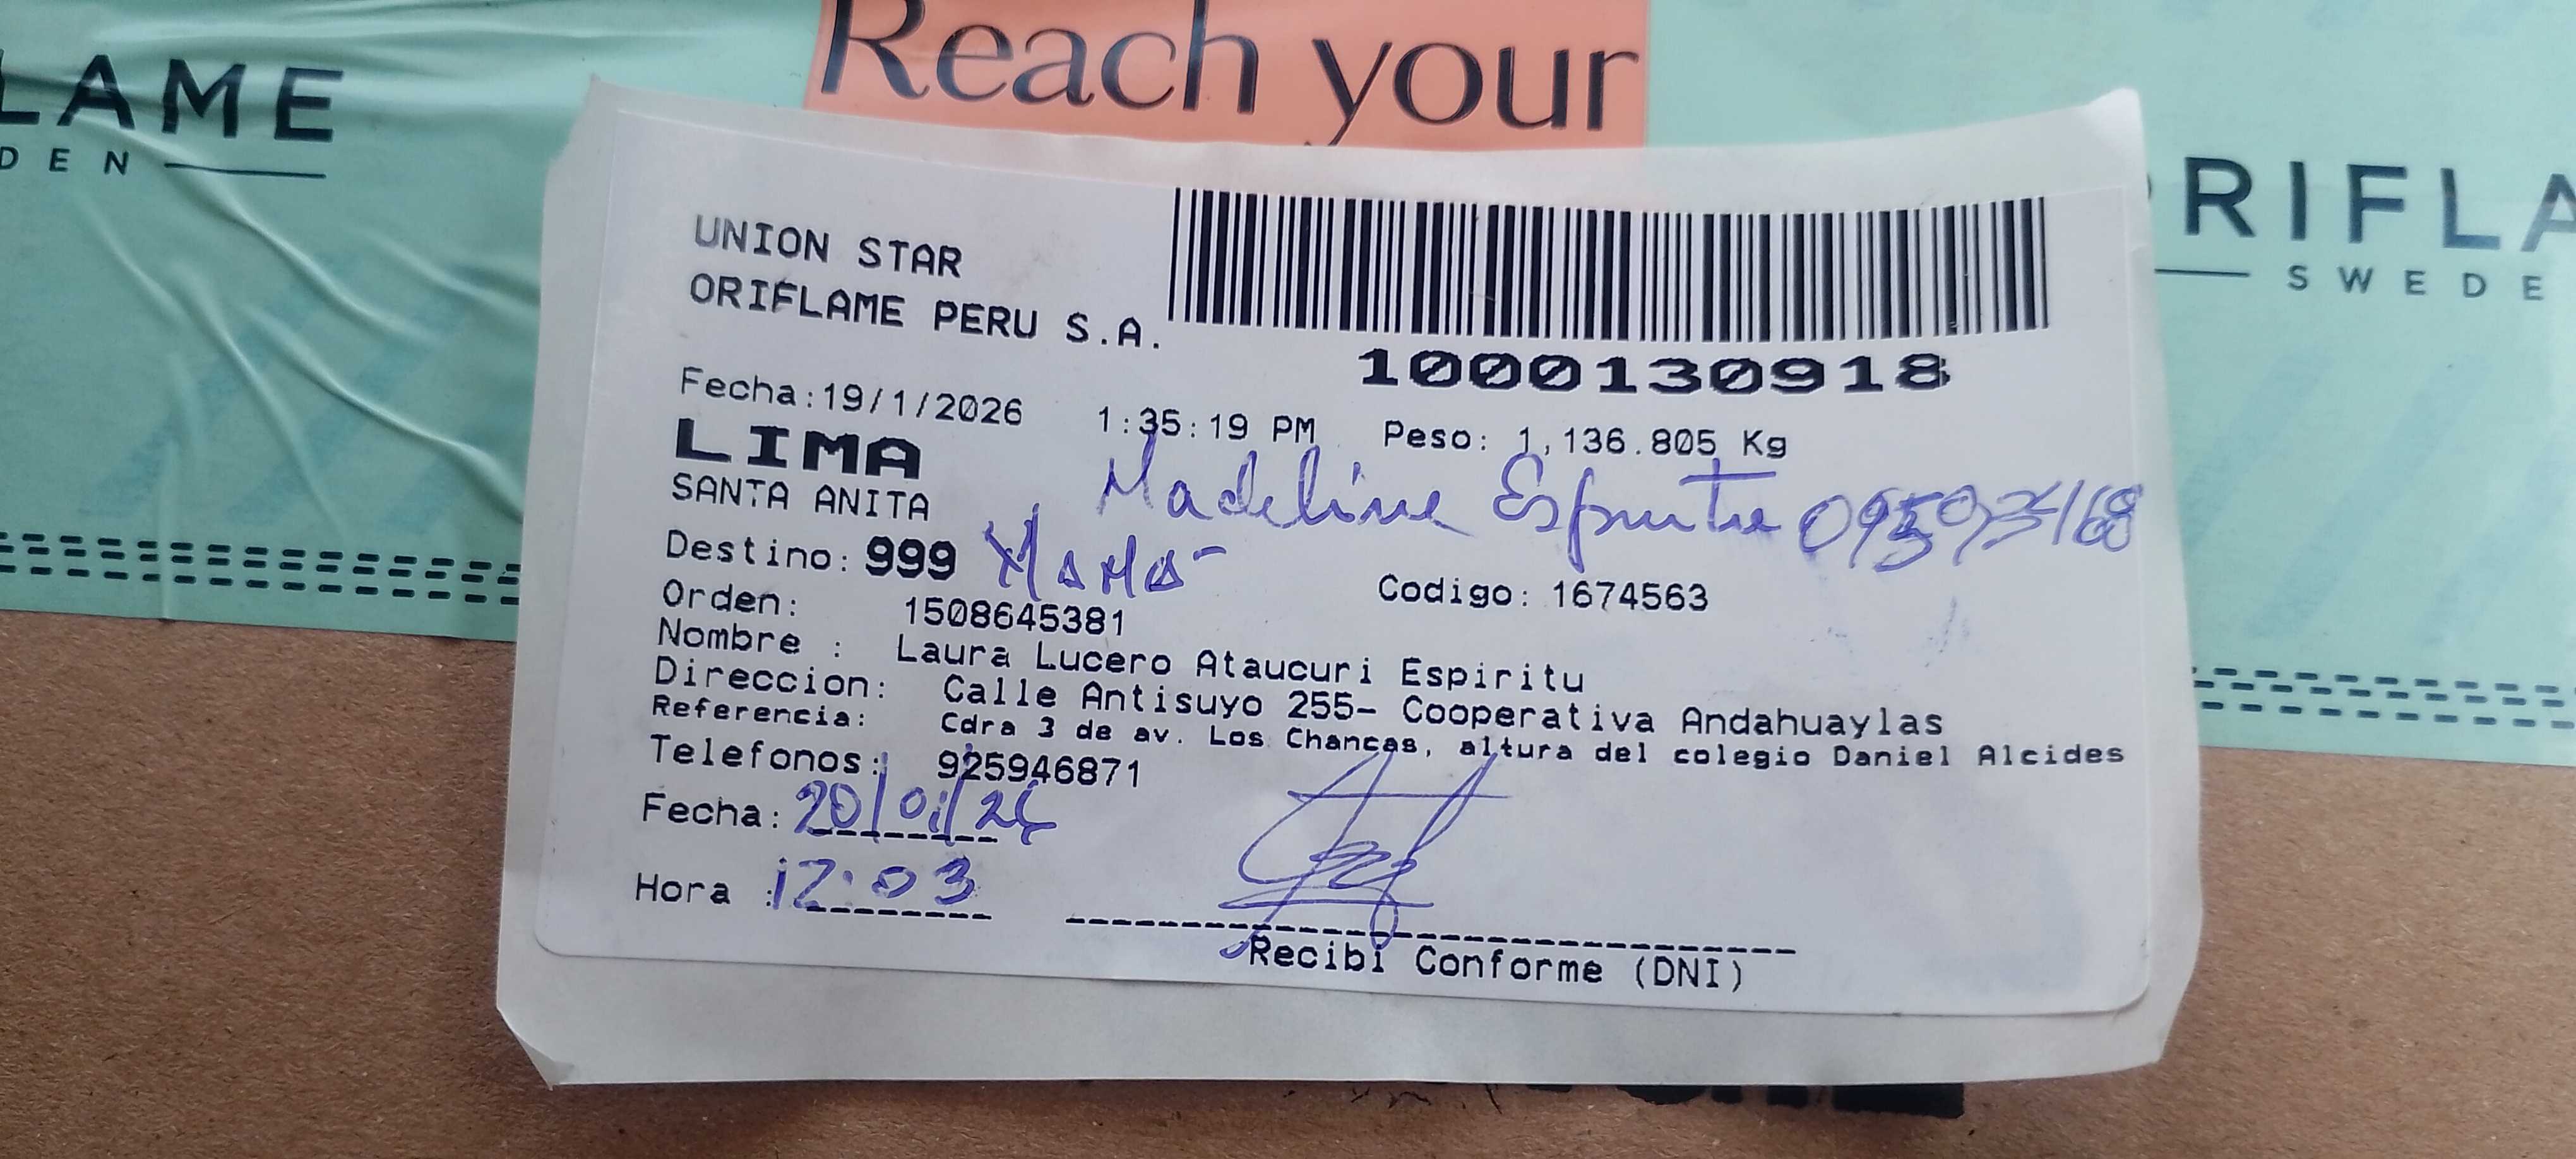 Reach your
LAME
DEN
RIFLA
SWEDE
UNION STAR
ORIFLAME PERU S.A.
1000130918
Fecha:19/1/2026 1:35:19 PM Peso: 1,136.805 Kg
LIMA
SANTA ANITA
Madeline Espiritu
Destino: 999 MAMÁ
Codigo: 1674563
Orden: 1508645381
Nombre : Laura Lucero Ataucuri Espiritu
Direccion: Calle Antisuyo 255- Cooperativa Andahuaylas
Referencia: Cdra 3 de av. Los Chancas, altura del colegio Daniel Alcides
Telefonos: 925946871
Fecha: 20/01/26
Hora : 12:03
Recibi Conforme (DNI)